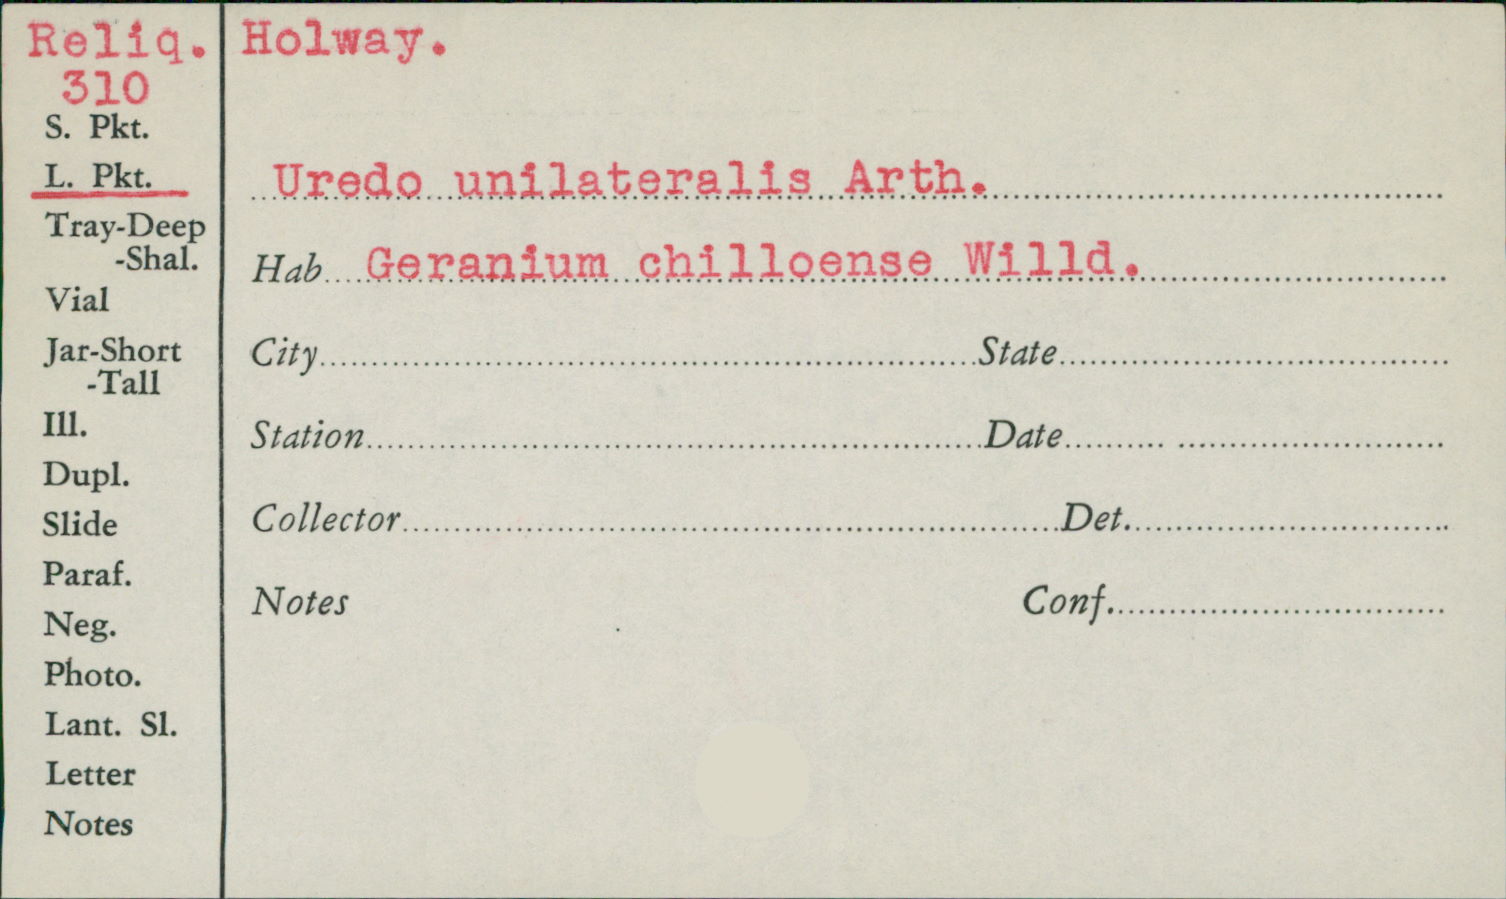 Reliq. Holway.
310
S. Pkt.
L. Pkt.
Tray-Deep
-Shal.
Vial
Jar-Short
-Tall
Ill.
Dupl.
Slide
Paraf.
Neg.
Photo.
Lant. Sl.
Letter
Notes
Uredo unilateralis Arth.
Hab Geranium chilloense Willd.
City State
Station Date
Collector Det.
Notes Conf.